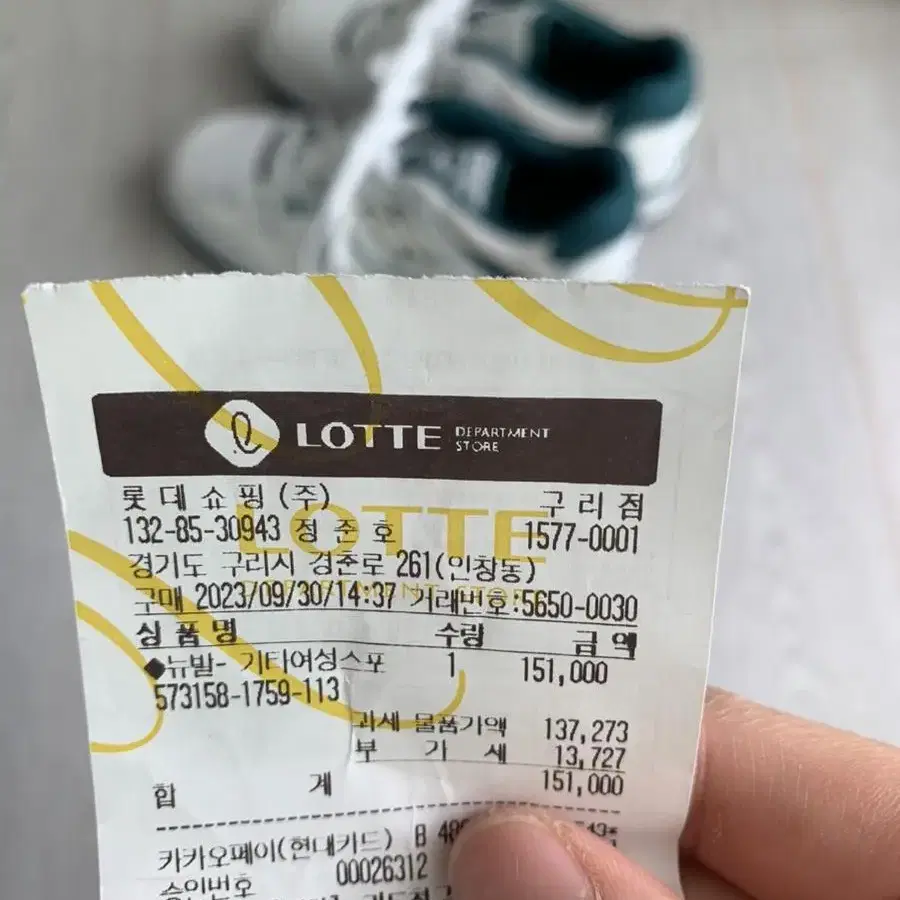 LOTTE DEPARTMENT STORE
롯데쇼핑(주) 구리점
132-85-30943 정준호 1577-0001
경기도 구리시 경춘로 261(인창동)
구매 2023/09/30/14:37 거래번호:5650-0030
상품명 수량 금액
◆뉴발- 기타여성스포 1 151,000
573158-1759-113
과세 물품가액 137,273
부가세 13,727
합계 151,000
카카오페이(현대카드) B
승인번호 00026312